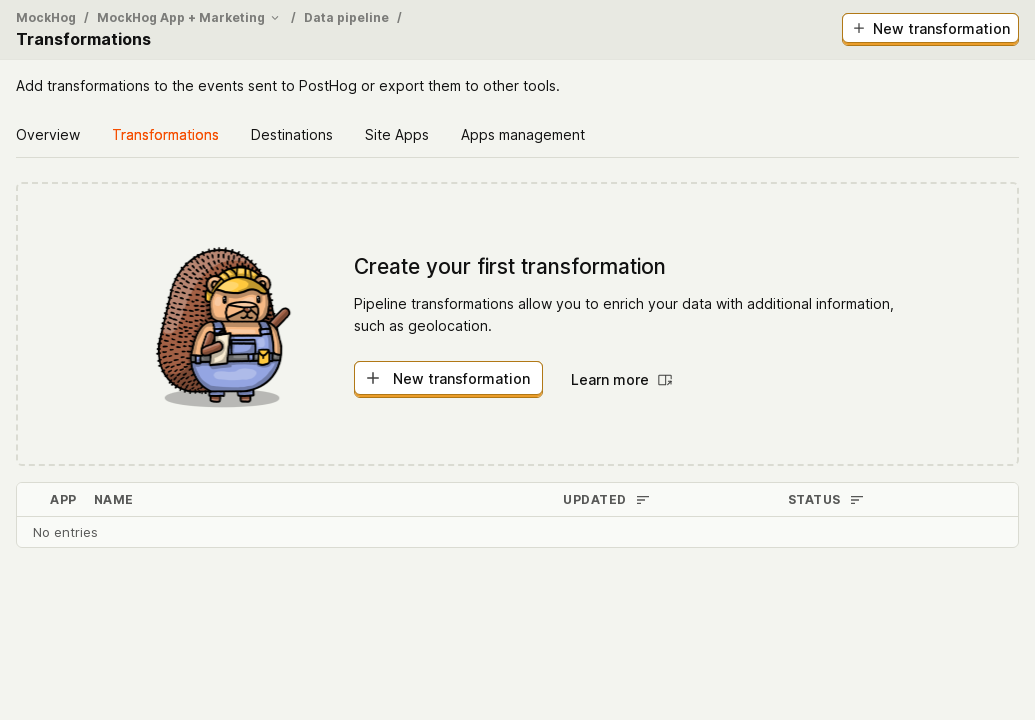 MockHog / MockHog App + Marketing / Data pipeline /
Transformations
New transformation
Add transformations to the events sent to PostHog or export them to other tools.
Overview Transformations Destinations Site Apps Apps management
Create your first transformation
Pipeline transformations allow you to enrich your data with additional information,
such as geolocation.
New transformation Learn more
APP NAME UPDATED STATUS
No entries